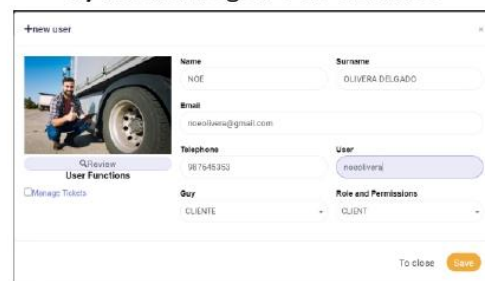 +new user
×
Name
Surname
NOE
OLIVERA DELGADO
Email
noeolivera@gmail.com
Telephone
User
987645353
noeolivera
Review
User Functions
Manage Tickets
Guy
Role and Permissions
CLIENTE
CLIENT
To close
Save